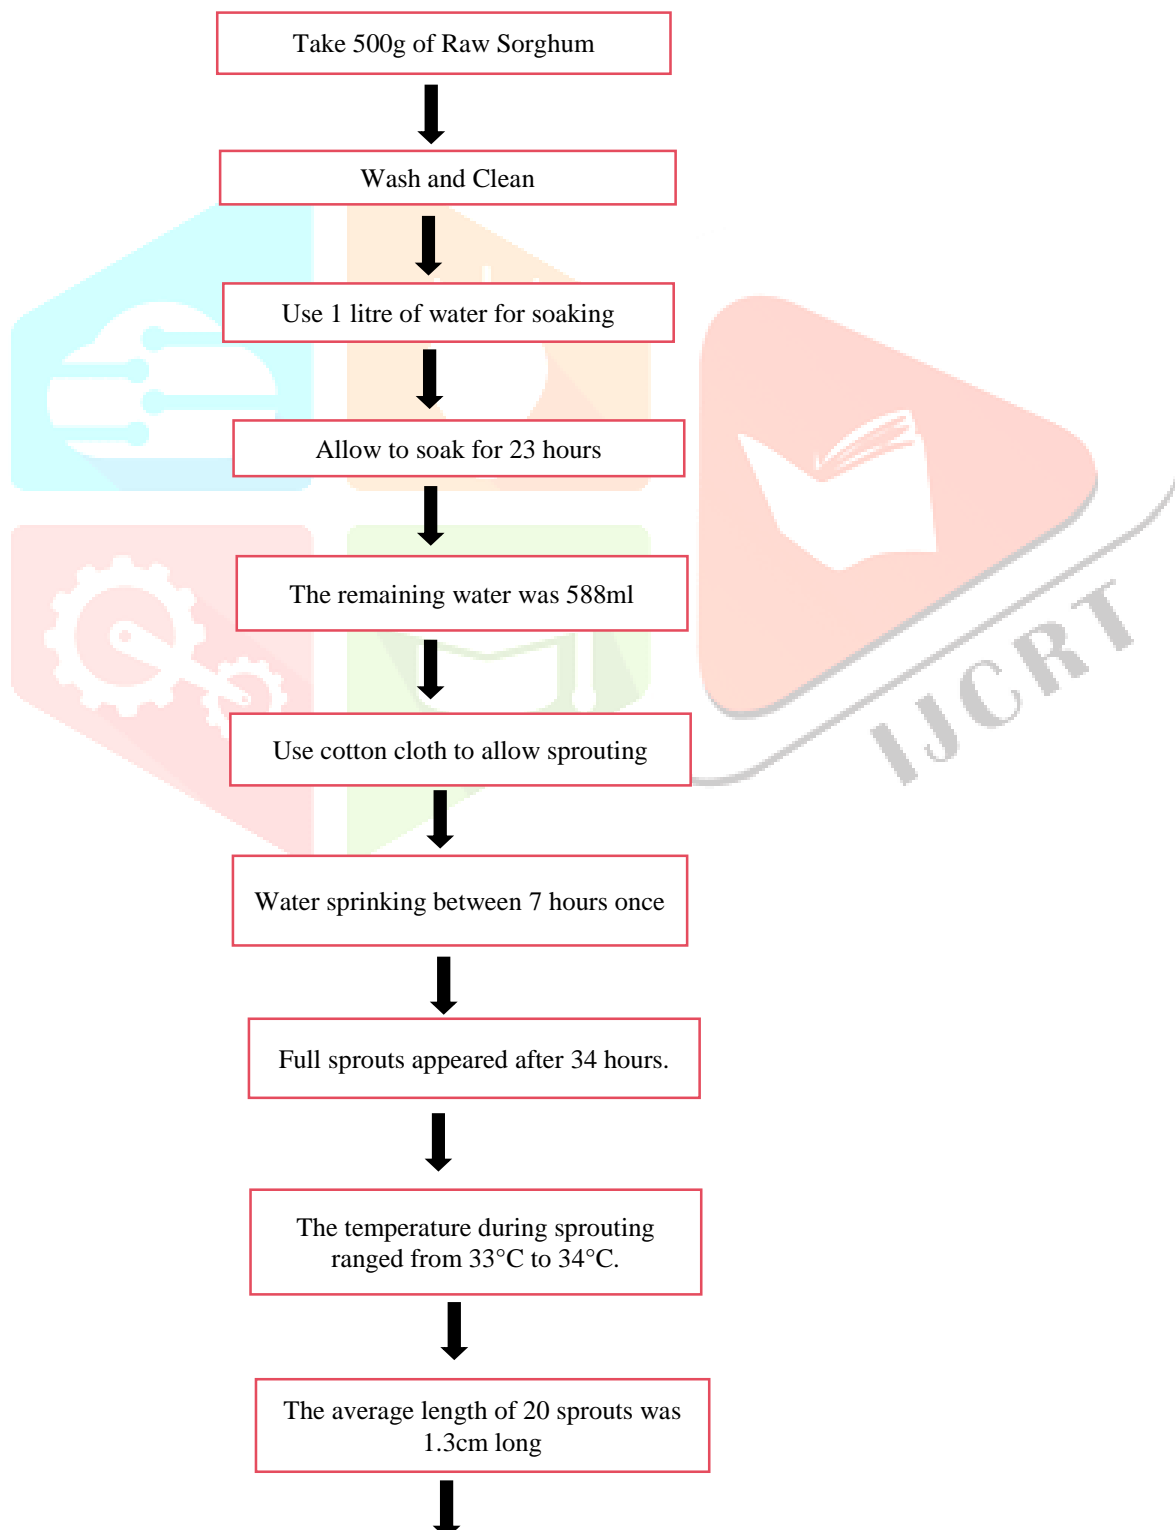 Take 500g of Raw Sorghum
Wash and Clean
Use 1 litre of water for soaking
Allow to soak for 23 hours
The remaining water was 588ml
Use cotton cloth to allow sprouting
Water sprinking between 7 hours once
Full sprouts appeared after 34 hours.
The temperature during sprouting
ranged from 33°C to 34°C.
The average length of 20 sprouts was
1.3cm long
IJCRT